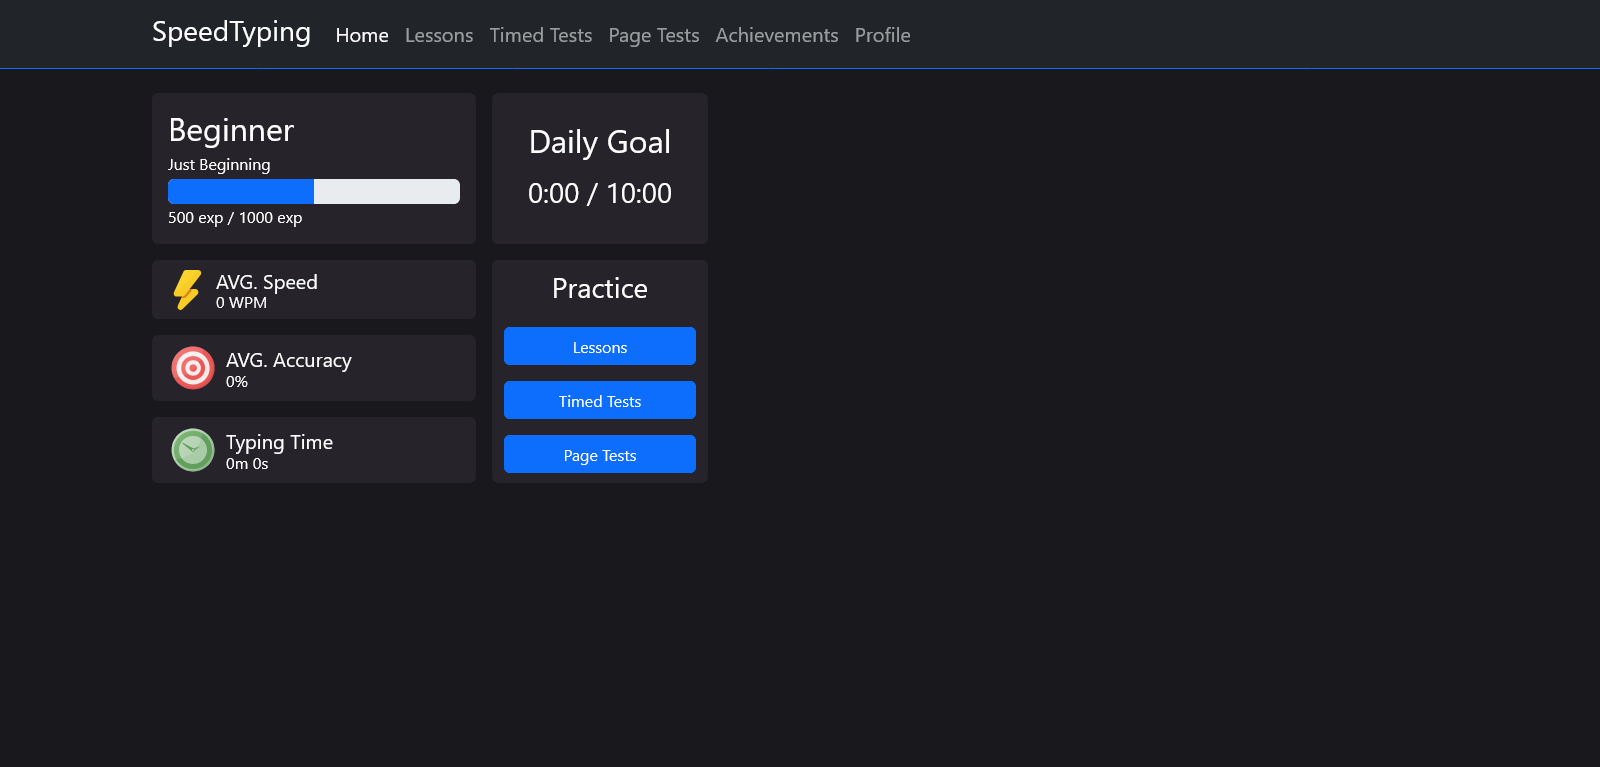 SpeedTyping Home Lessons Timed Tests Page Tests Achievements Profile
Beginner
Just Beginning
500 exp / 1000 exp
Daily Goal
0:00 / 10:00
AVG. Speed
0 WPM
AVG. Accuracy
0%
Typing Time
0m 0s
Practice
Lessons
Timed Tests
Page Tests